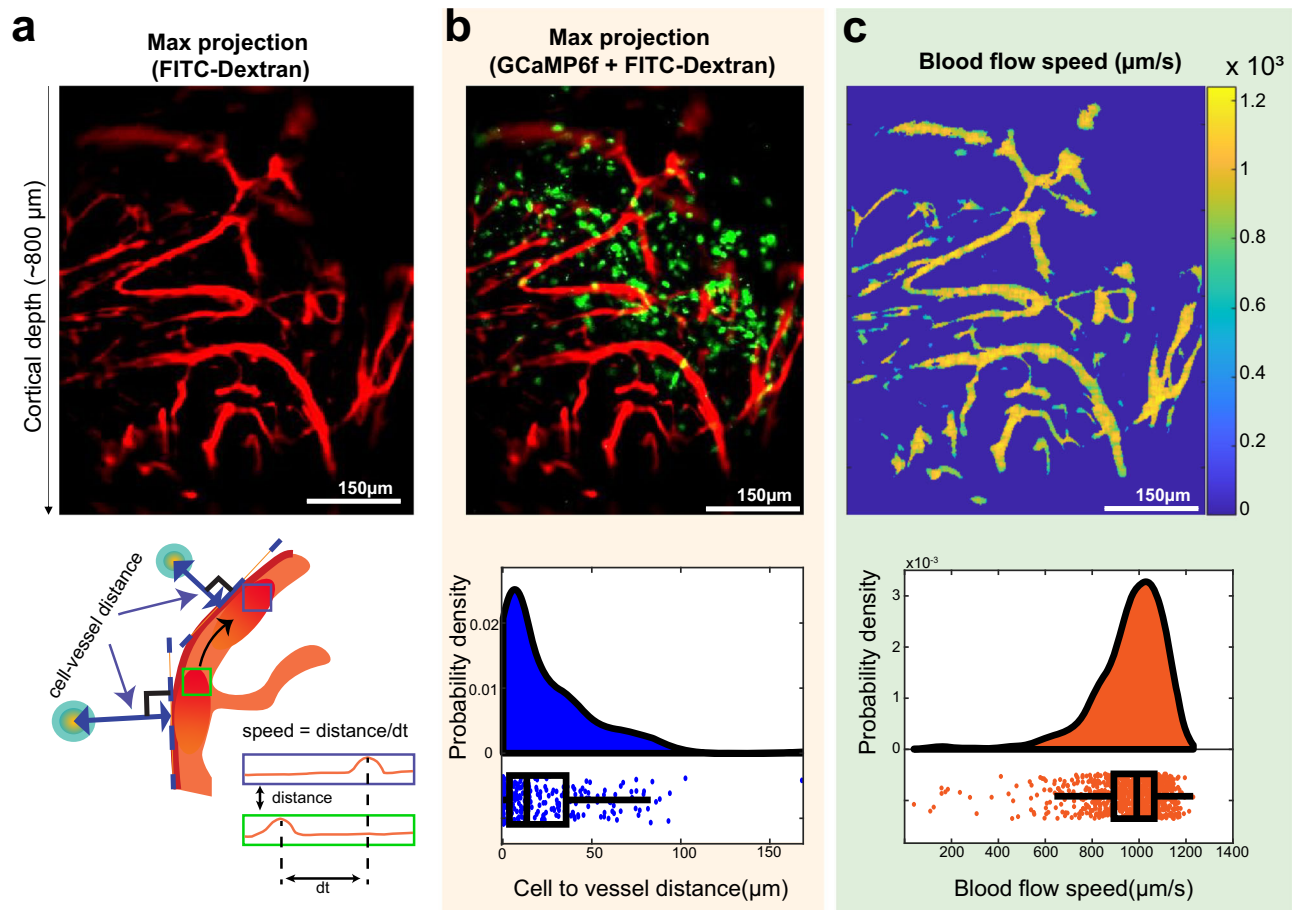 a
Max projection
(FITC-Dextran)
Cortical depth (~800 µm)
150µm
cell-vessel distance
speed = distance/dt
distance
dt
b
Max projection
(GCaMP6f + FITC-Dextran)
150µm
Probability density
0.02
0.01
0
0 50 100 150
Cell to vessel distance(µm)
c
Blood flow speed (µm/s)
x 10³
1.2
1
0.8
0.6
0.4
0.2
0
150µm
x10⁻³
Probability density
3
2
1
0
200 400 600 800 1000 1200 1400
Blood flow speed(µm/s)